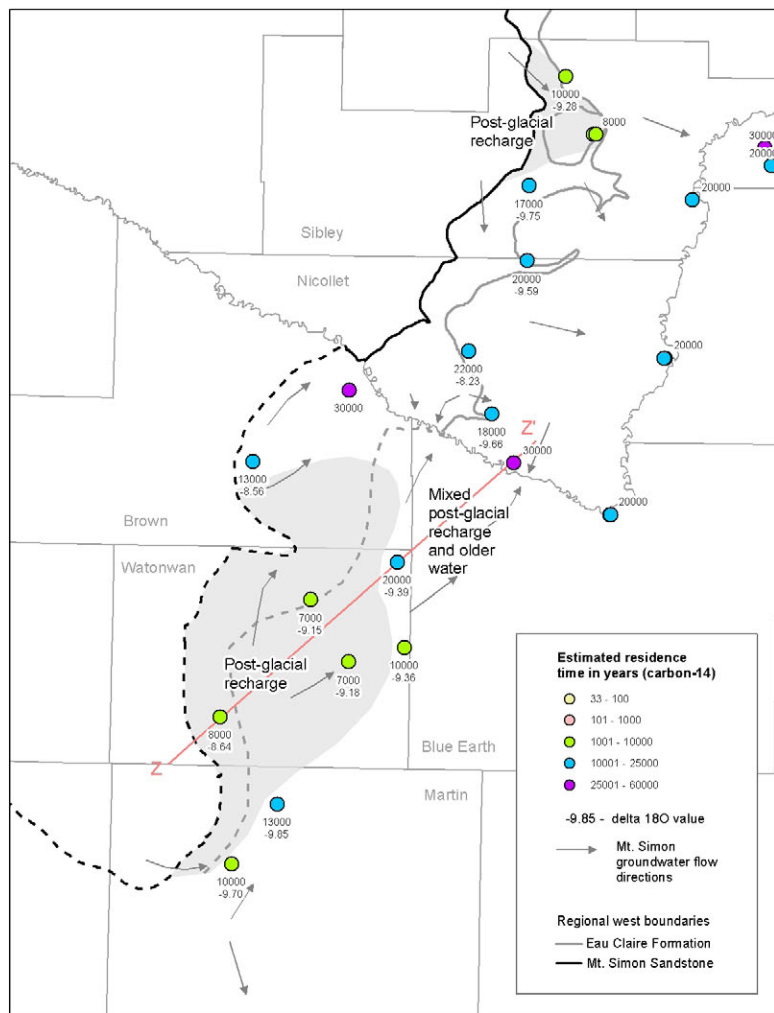 10000
-9.28
Post-glacial
recharge
8000
30000
20000
17000
-9.75
20000
Sibley
Nicollet
20000
-9.59
22000
-8.23
20000
30000
18000
-9.66
Z'
30000
13000
-8.56
Brown
Mixed
post-glacial
recharge
and older
water
20000
Watonwan
20000
-9.39
7000
-9.15
Post-glacial
recharge
7000
-9.18
10000
-9.36
8000
-8.64
Z
Blue Earth
Martin
13000
-9.85
10000
-9.70
Estimated residence
time in years (carbon-14)
33 - 100
101 - 1000
1001 - 10000
10001 - 25000
25001 - 60000
-9.85 - delta 18O value
Mt. Simon
groundwater flow
directions
Regional west boundaries
Eau Claire Formation
Mt. Simon Sandstone